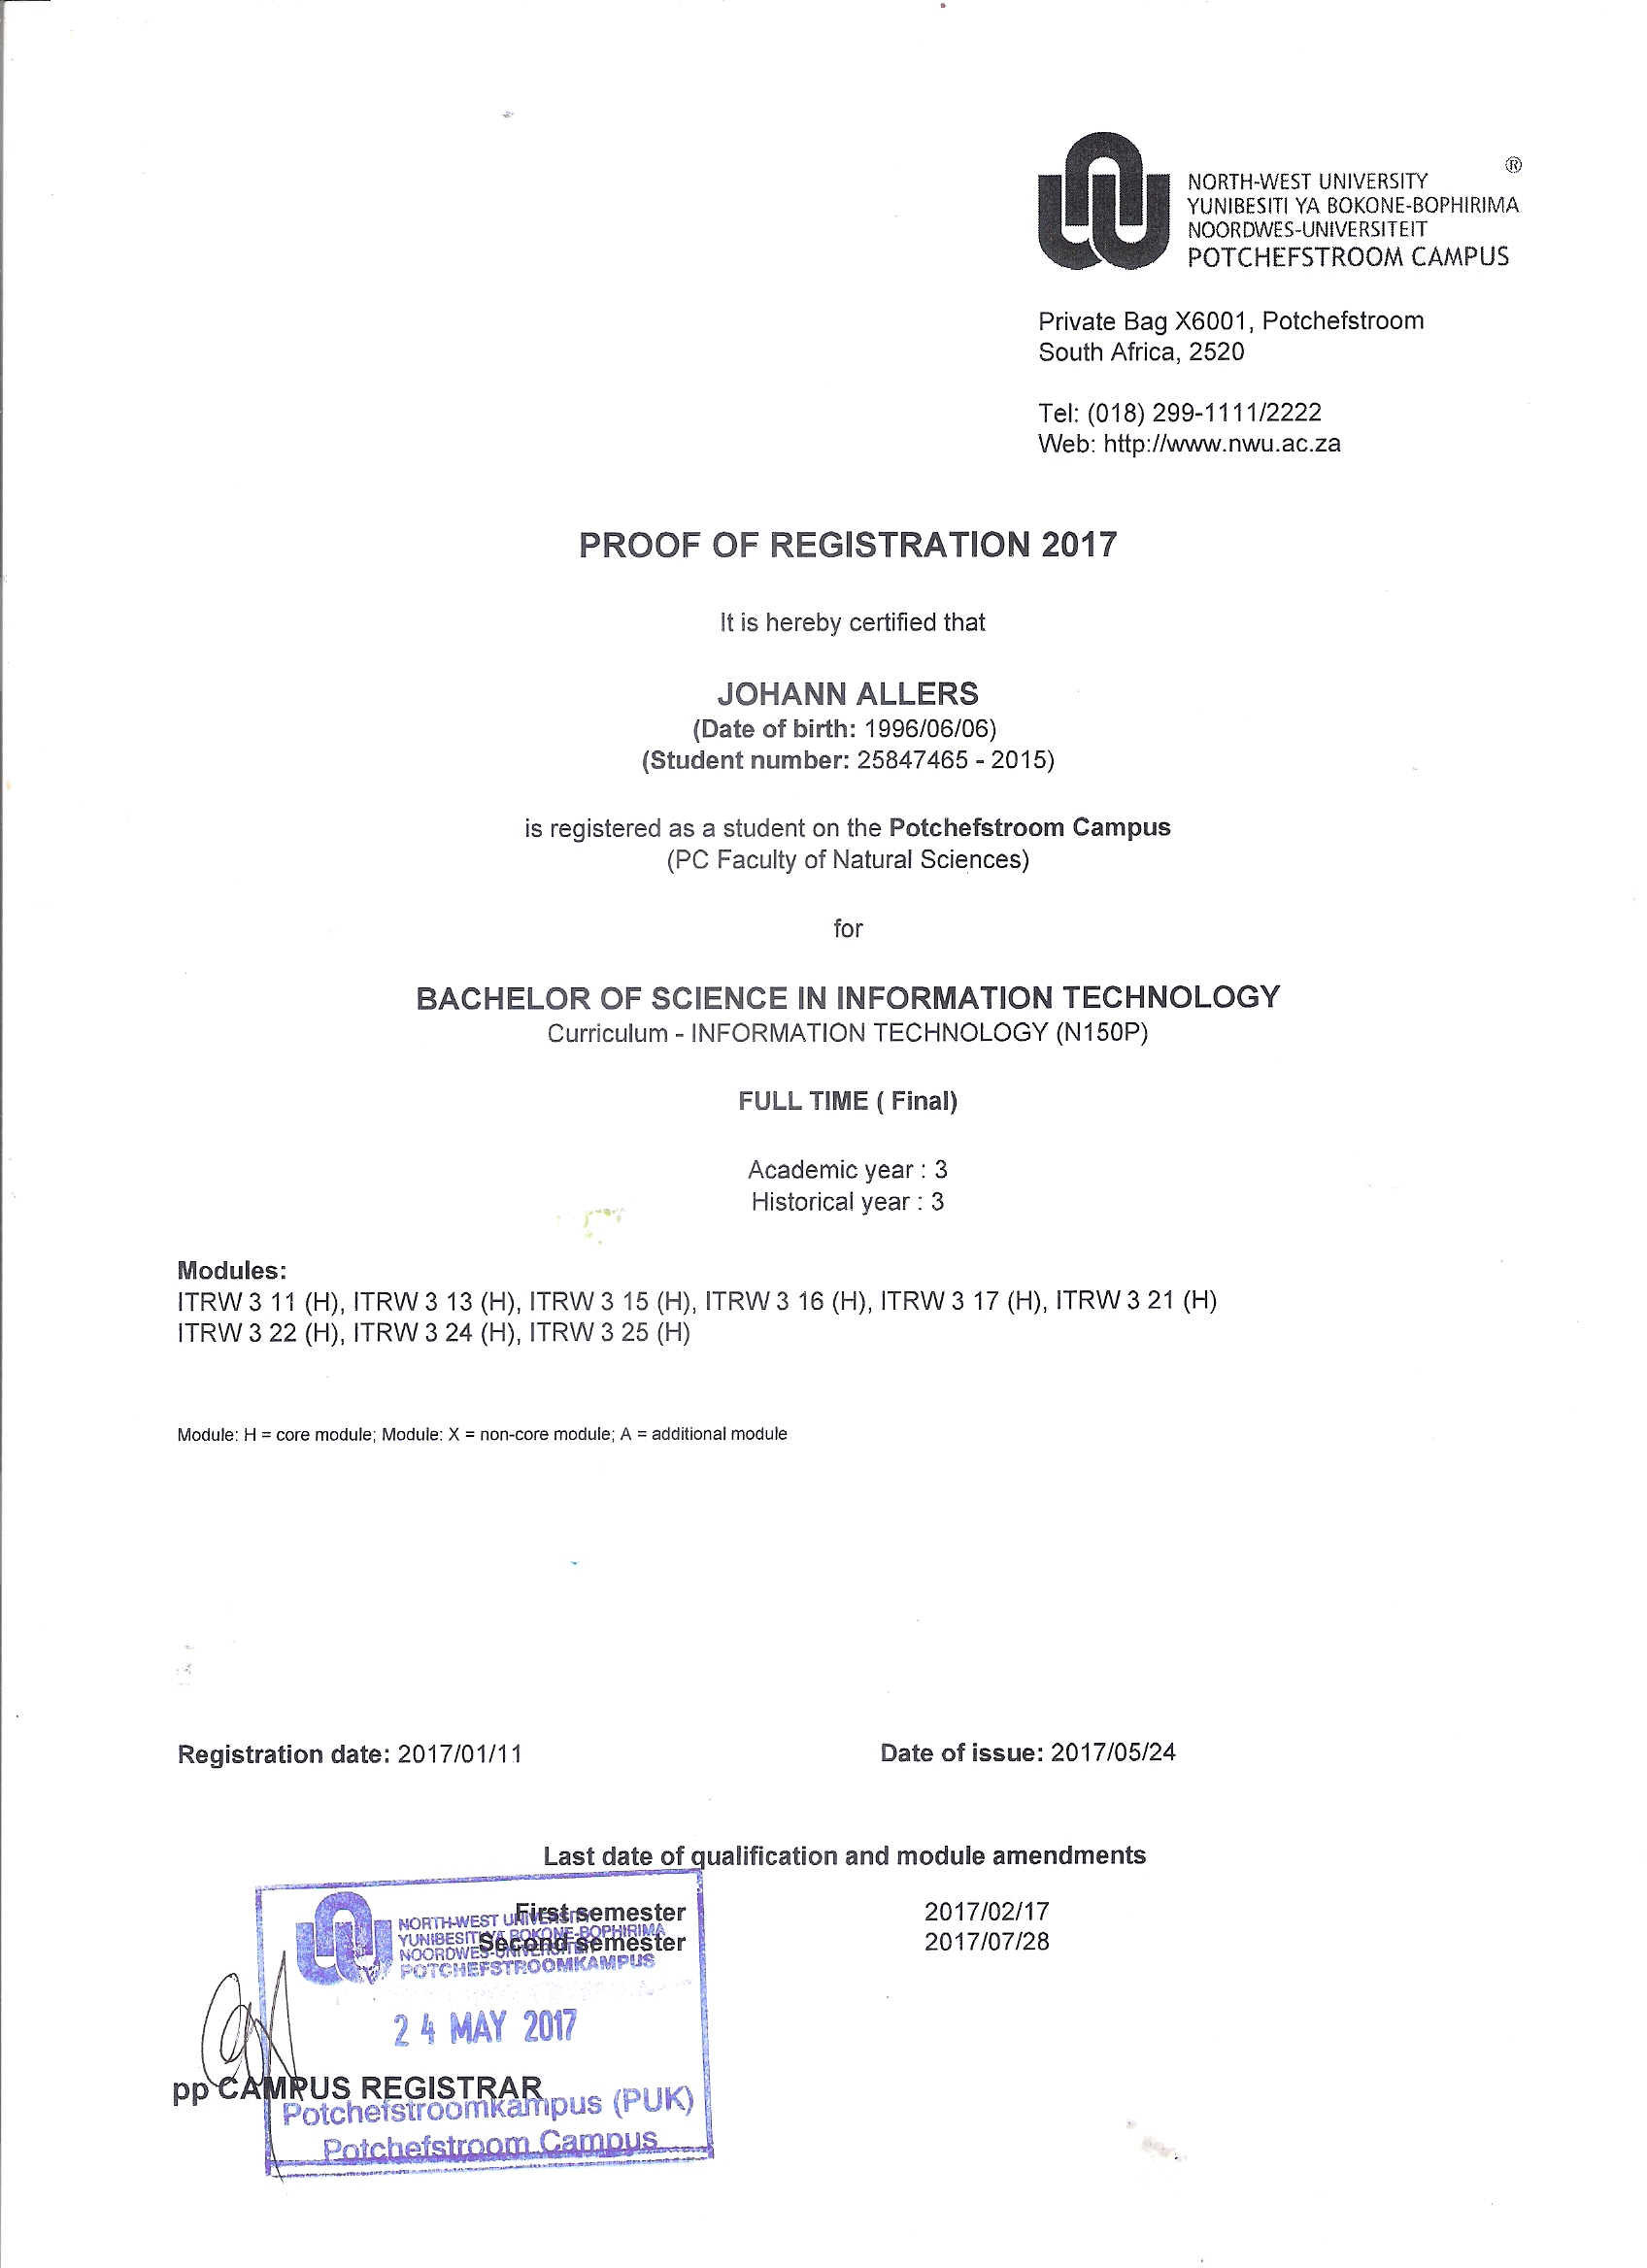 ®
NORTH-WEST UNIVERSITY
YUNIBESITI YA BOKONE-BOPHIRIMA
NOORDWES-UNIVERSITEIT
POTCHEFSTROOM CAMPUS
Private Bag X6001, Potchefstroom
South Africa, 2520
Tel: (018) 299-1111/2222
Web: http://www.nwu.ac.za
PROOF OF REGISTRATION 2017
It is hereby certified that
JOHANN ALLERS
(Date of birth: 1996/06/06)
(Student number: 25847465 - 2015)
is registered as a student on the Potchefstroom Campus
(PC Faculty of Natural Sciences)
for
BACHELOR OF SCIENCE IN INFORMATION TECHNOLOGY
Curriculum - INFORMATION TECHNOLOGY (N150P)
FULL TIME ( Final)
Academic year : 3
Historical year : 3
Modules:
ITRW 3 11 (H), ITRW 3 13 (H), ITRW 3 15 (H), ITRW 3 16 (H), ITRW 3 17 (H), ITRW 3 21 (H)
ITRW 3 22 (H), ITRW 3 24 (H), ITRW 3 25 (H)
Module: H = core module; Module: X = non-core module; A = additional module
Registration date: 2017/01/11 Date of issue: 2017/05/24
Last date of qualification and module amendments
First semester 2017/02/17
Second semester 2017/07/28
NORTH-WEST UNIVERSITY
YUNIBESITI YA BOKONE-BOPHIRIMA
NOORDWES-UNIVERSITEIT
POTCHEFSTROOMKAMPUS
24 MAY 2017
pp CAMPUS REGISTRAR
Potchefstroomkampus (PUK)
Potchefstroom Campus